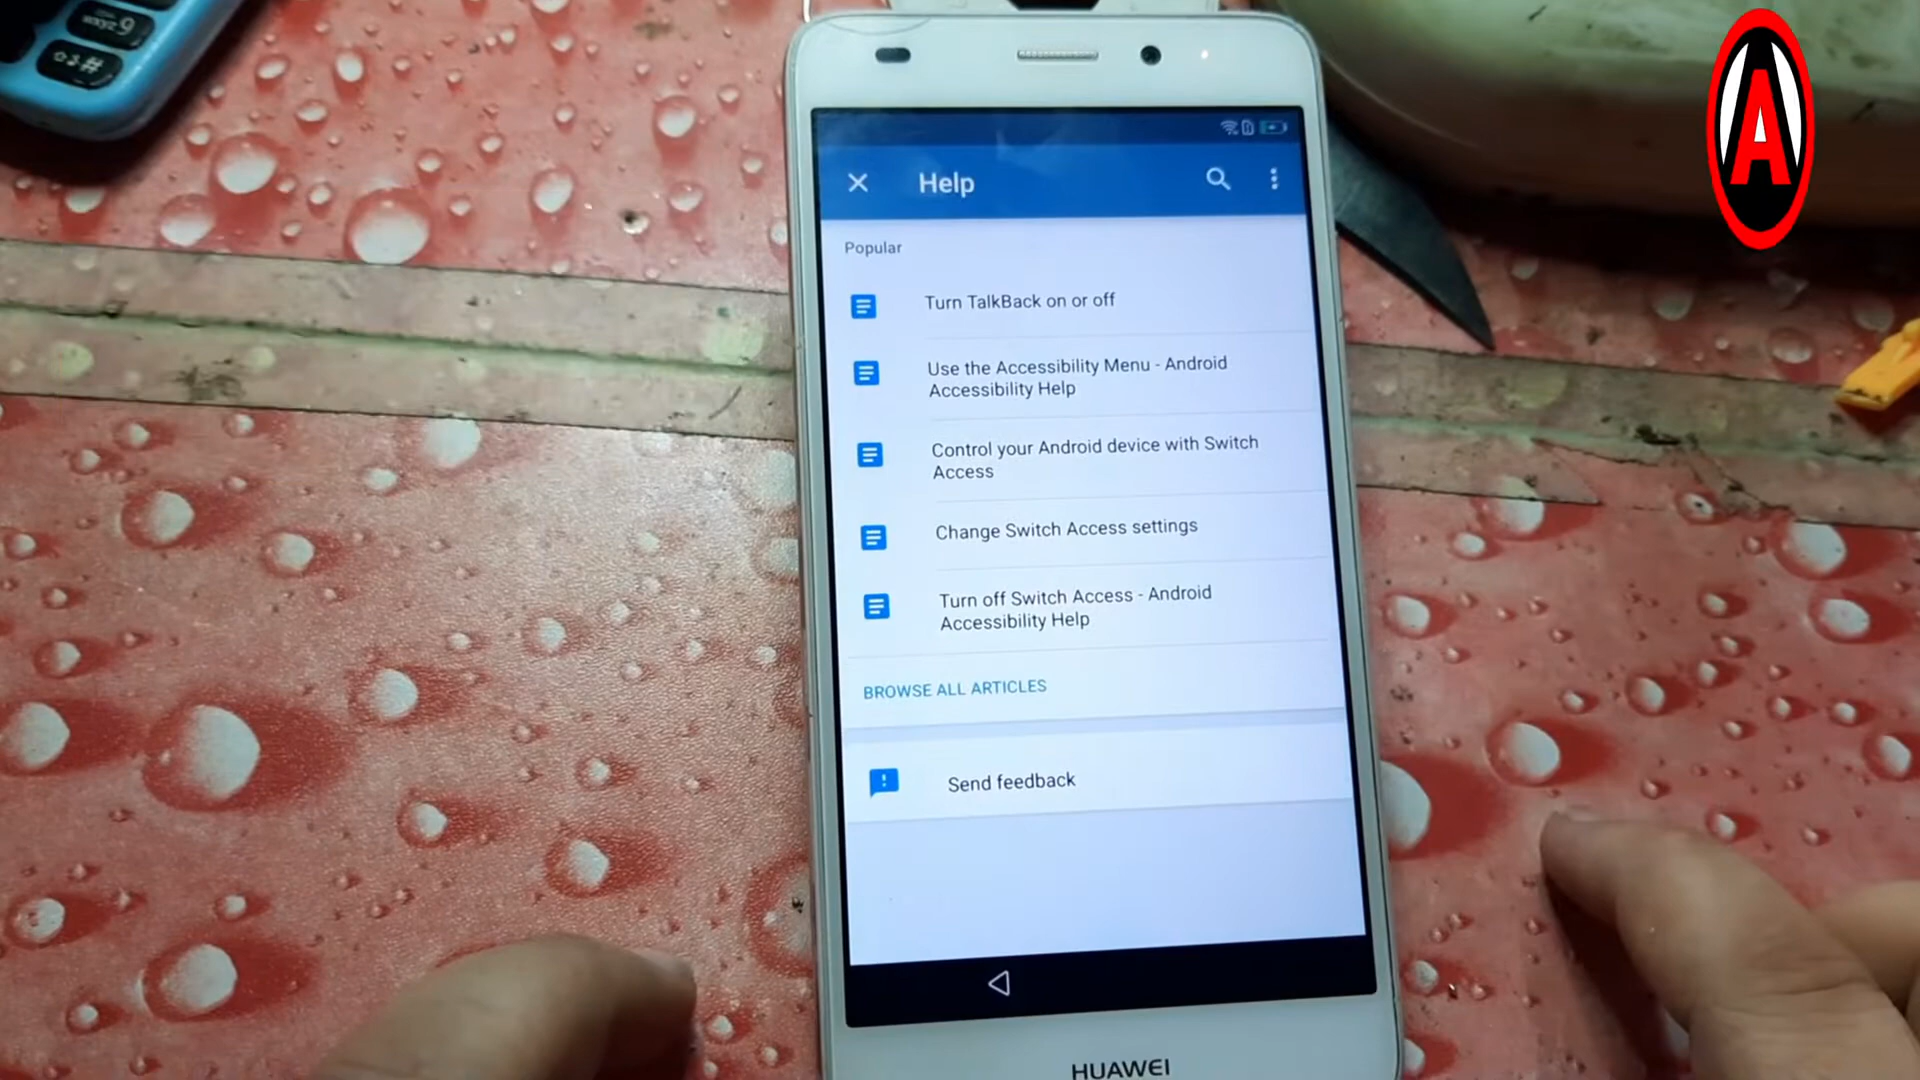 wxyz 9
#
A
Help
Popular
Turn TalkBack on or off
Use the Accessibility Menu - Android
Accessibility Help
Control your Android device with Switch
Access
Change Switch Access settings
Turn off Switch Access - Android
Accessibility Help
BROWSE ALL ARTICLES
Send feedback
HUAWEI